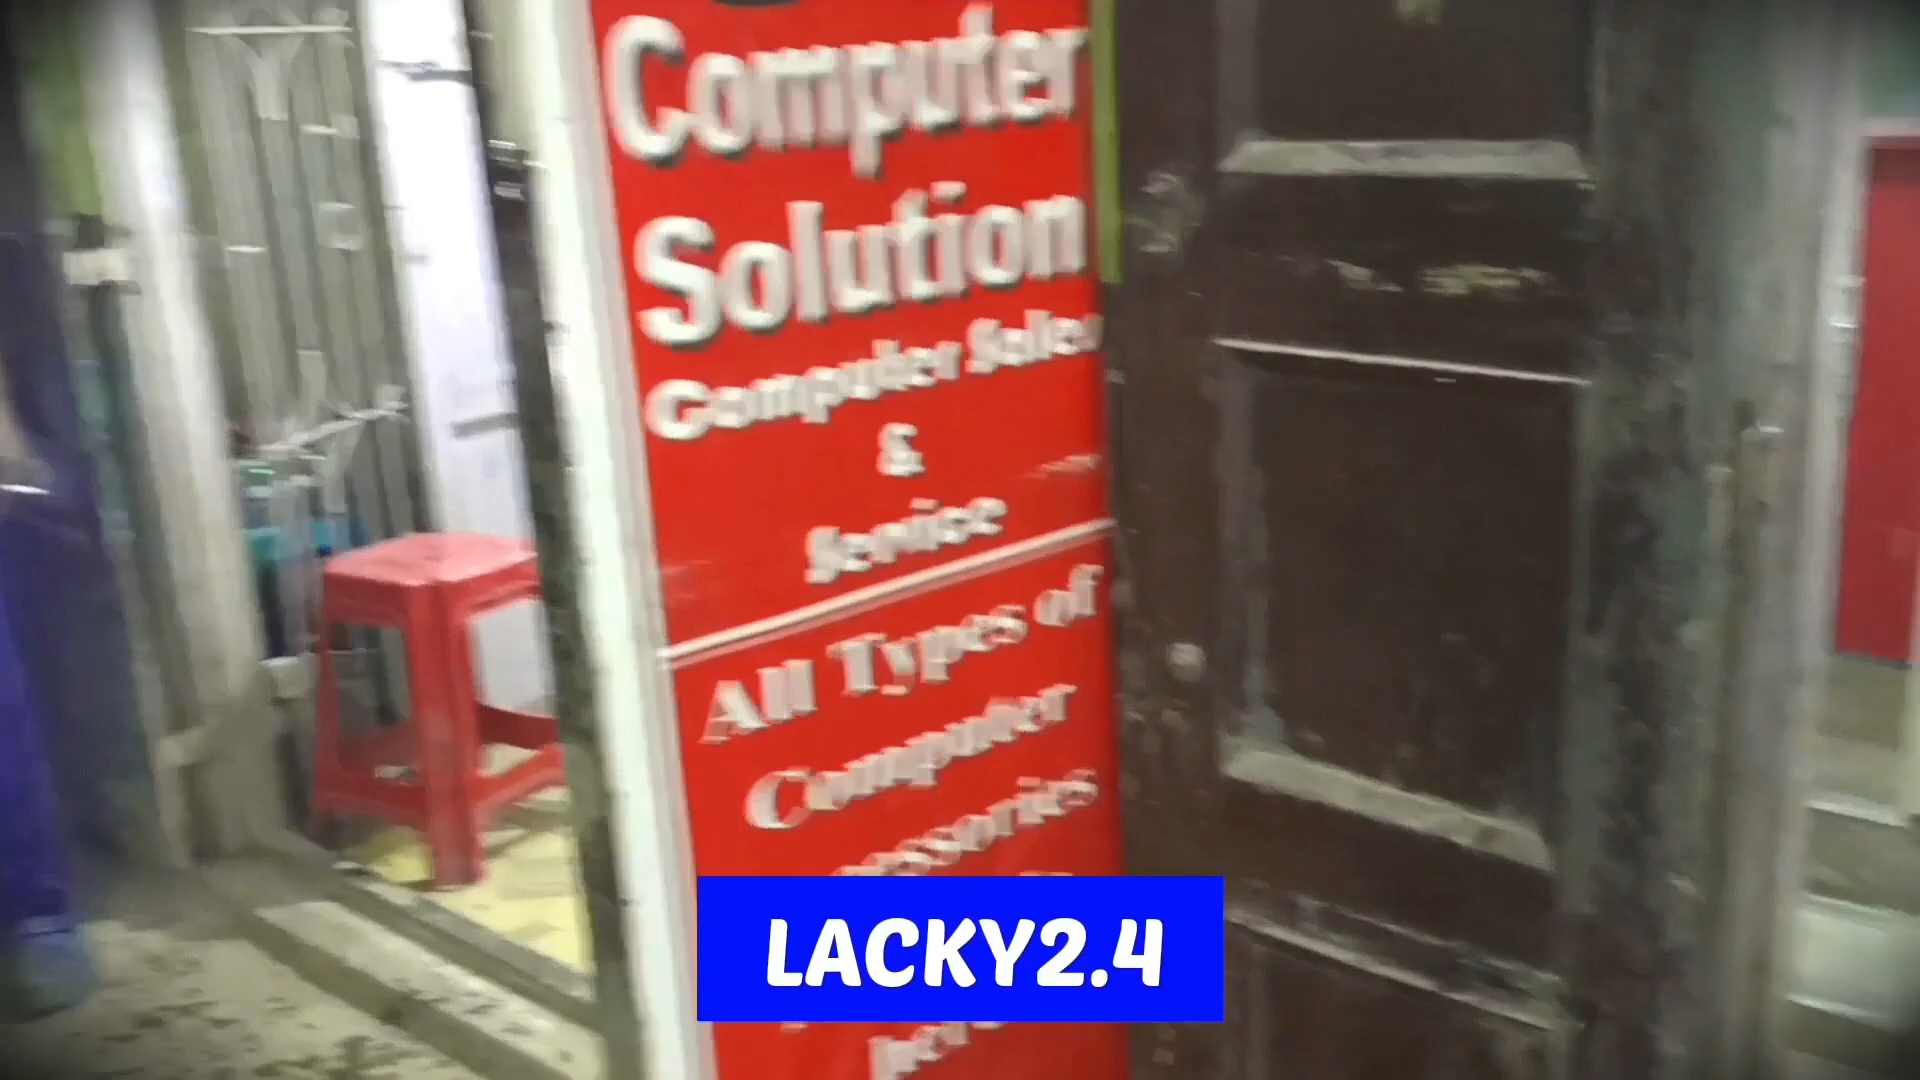 Computer
Solution
Computer Sales
&
Service
All Types of
Computer
LACKY2.4